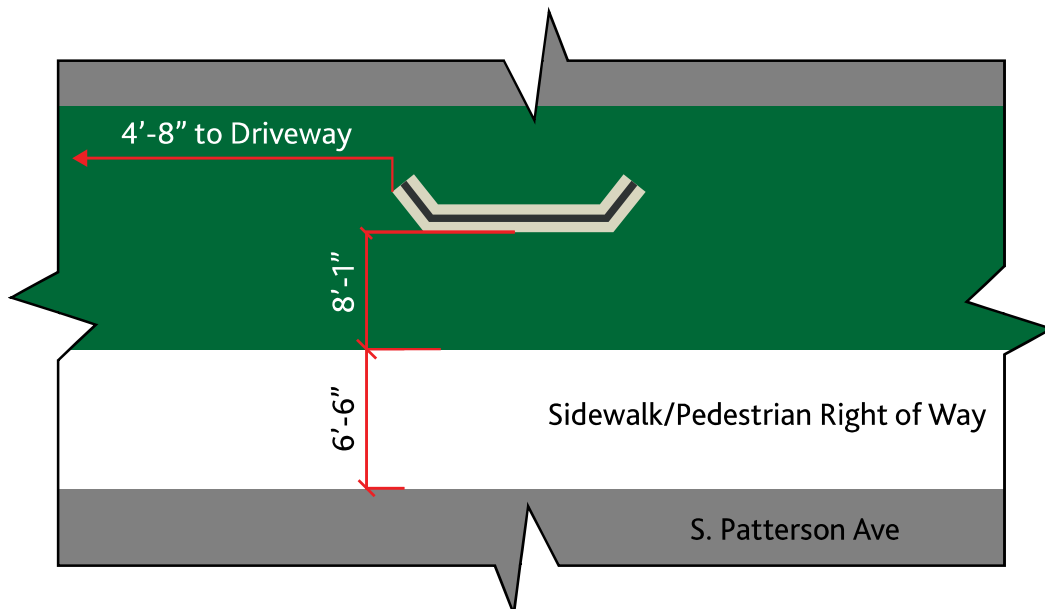 4’-8” to Driveway
8’-1”
6’-6”
Sidewalk/Pedestrian Right of Way
S. Patterson Ave